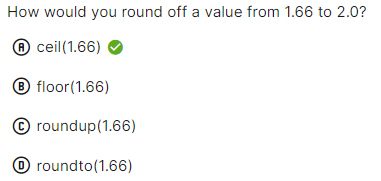 How would you round off a value from 1.66 to 2.0?
A ceil(1.66)
B floor(1.66)
C roundup(1.66)
D roundto(1.66)